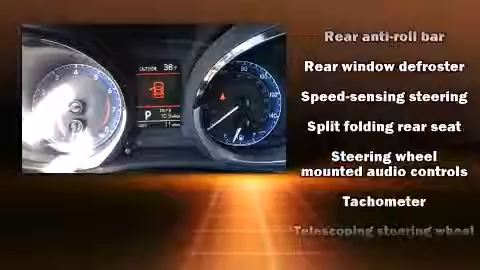 Rear anti-roll bar
Rear window defroster
Speed-sensing steering
Split folding rear seat
Steering wheel
mounted audio controls
Tachometer
Telescoping steering wheel
OUTSIDE 38°F
P